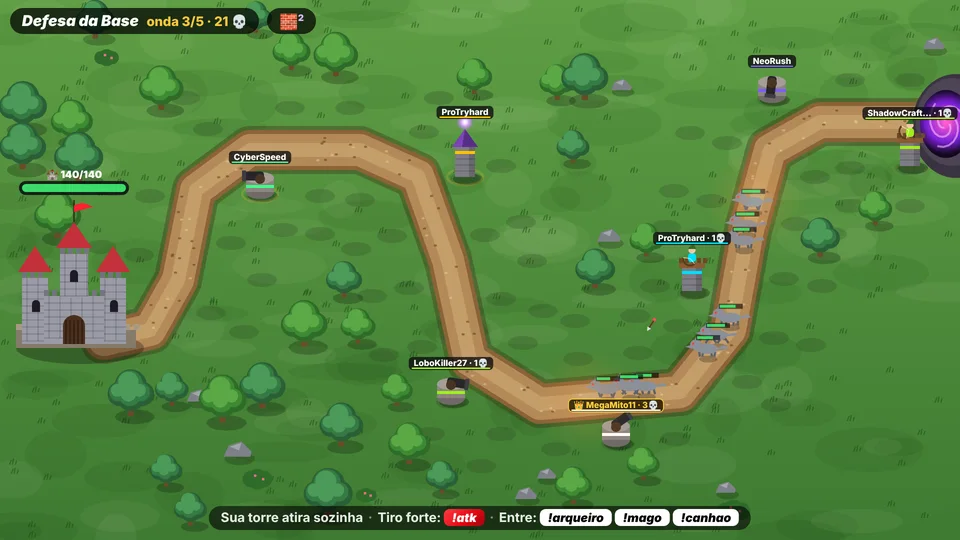 Defesa da Base onda 3/5 · 21 💀 🧱2
NeoRush
ProTryhard
ShadowCraft... · 1💀
CyberSpeed
140/140
ProTryhard · 1💀
LoboKiller27 · 1💀
👑 MegaMito11 · 3💀
Sua torre atira sozinha · Tiro forte: !atk · Entre: !arqueiro !mago !canhao